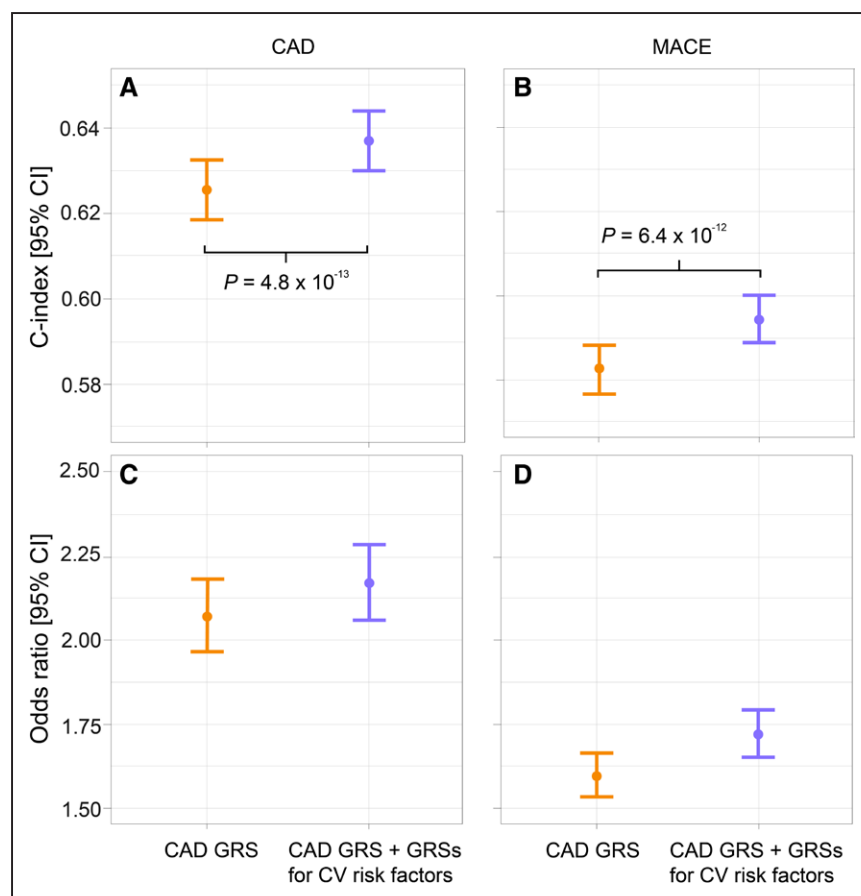 CAD
MACE
A
B
C-index [95% CI]
0.64
0.62
0.60
0.58
P = 4.8 x 10⁻¹³
P = 6.4 x 10⁻¹²
C
D
Odds ratio [95% CI]
2.50
2.25
2.00
1.75
1.50
CAD GRS
CAD GRS + GRSs
for CV risk factors
CAD GRS
CAD GRS + GRSs
for CV risk factors